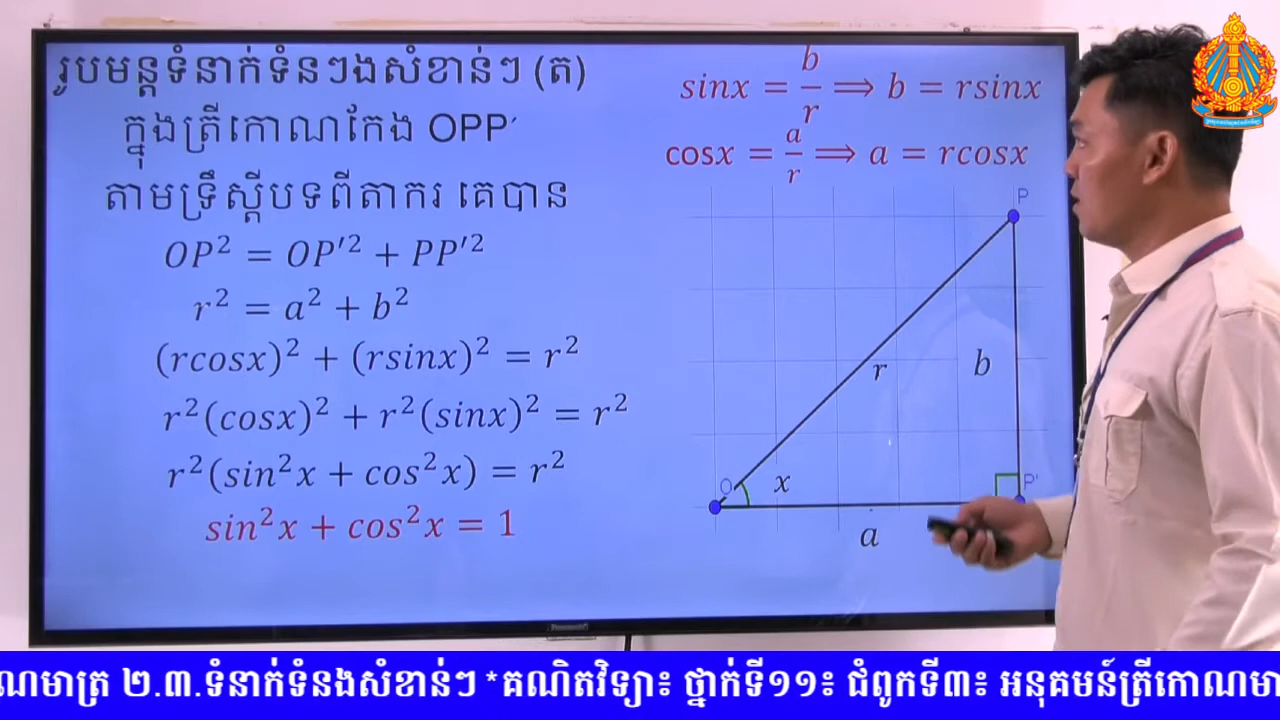 រូបមន្តទំនាក់ទំនៗងសំខាន់ៗ (ត)
ក្នុងត្រីកោណកែង OPP′
តាមទ្រឹស្តីបទពីតាករ គេបាន
OP² = OP′² + PP′²
r² = a² + b²
(rcosx)² + (rsinx)² = r²
r²(cosx)² + r²(sinx)² = r²
r²(sin²x + cos²x) = r²
sin²x + cos²x = 1
sinx = b/r ⟹ b = rsinx
cosx = a/r ⟹ a = rcosx
P
r
b
O
x
P'
a
Panasonic
ណមាត្រ ២.៣.ទំនាក់ទំនងសំខាន់ៗ *គណិតវិទ្យា៖ ថ្នាក់ទី១១៖ ជំពូកទី៣៖ អនុគមន៍ត្រីកោណមា